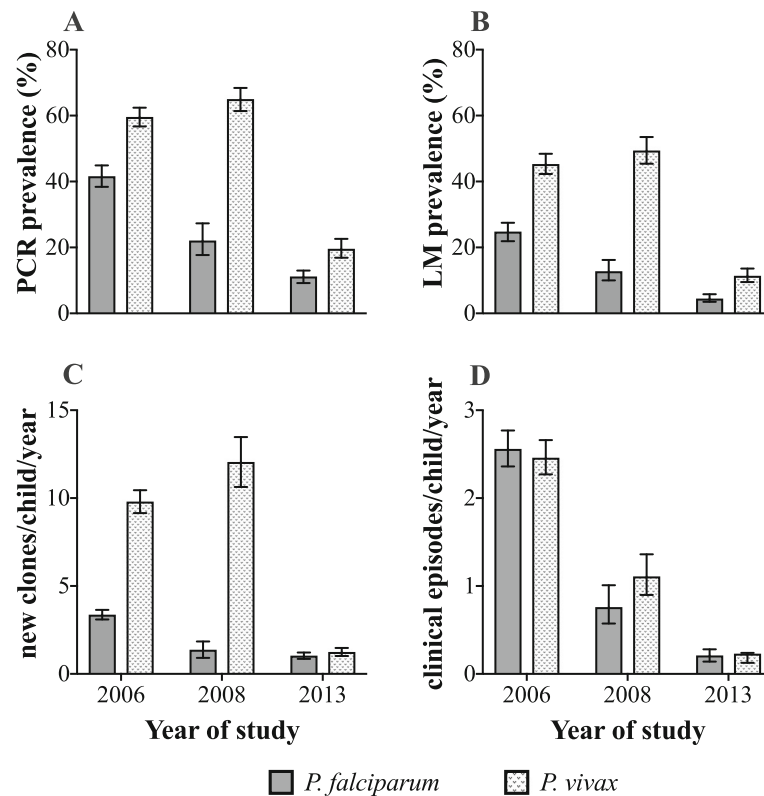 A
PCR prevalence (%)
80
60
40
20
0
B
LM prevalence (%)
80
60
40
20
0
C
new clones/child/year
15
10
5
0
2006 2008 2013
Year of study
D
clinical episodes/child/year
3
2
1
0
2006 2008 2013
Year of study
P. falciparum P. vivax